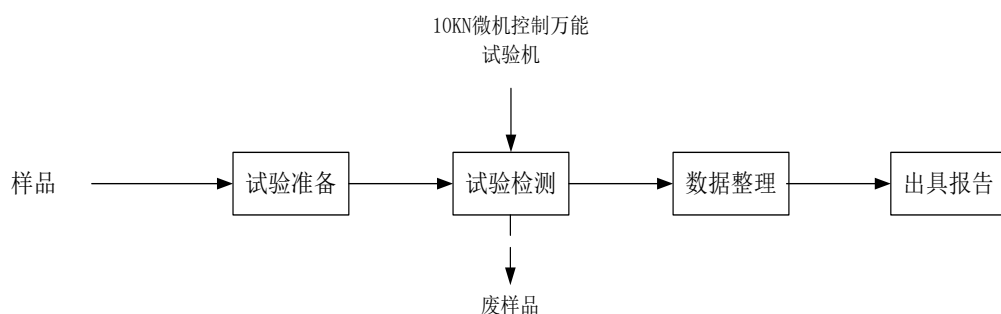 10KN微机控制万能
试验机
样品
试验准备
试验检测
数据整理
出具报告
废样品